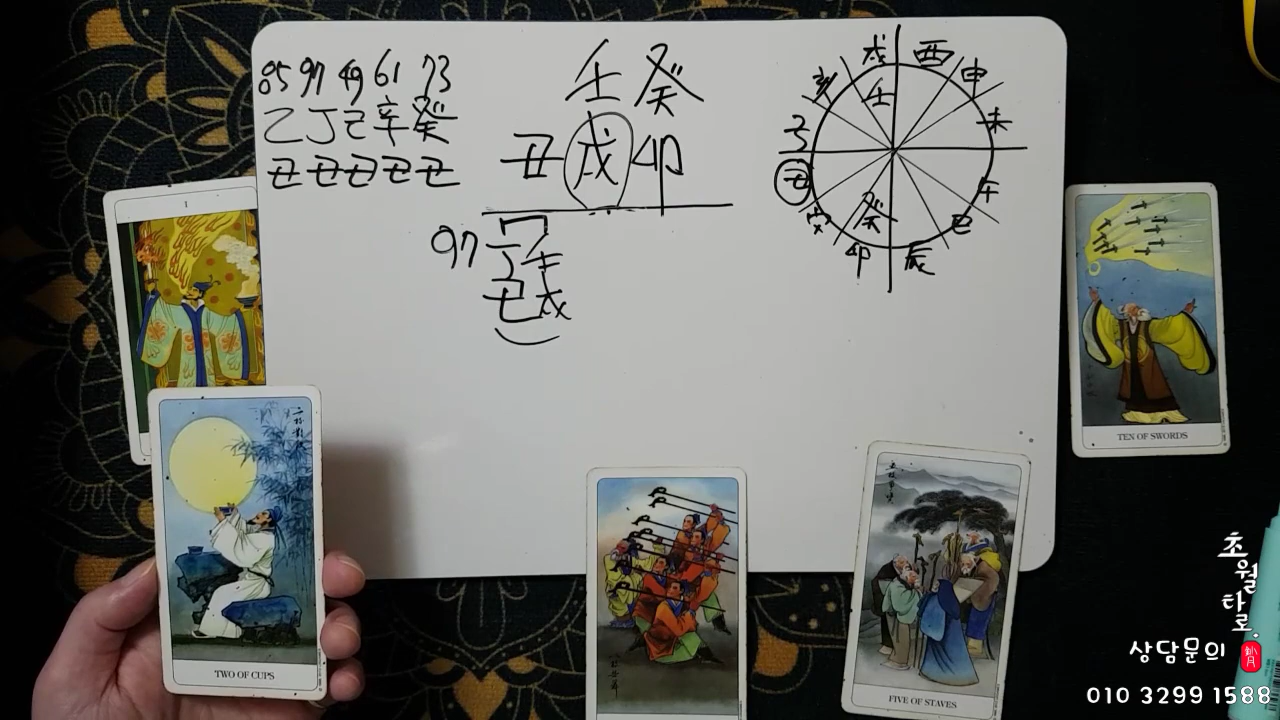 85 97 49 61 73
乙丁己辛癸
丑丑丑丑丑
壬癸
丑戌卯
97
戌 酉 申 未 午 巳 辰 卯 寅 丑 子 亥
壬
癸
I
TWO OF CUPS
FIVE OF STAVES
TEN OF SWORDS
초월타로.
상담문의
010 3299 1588